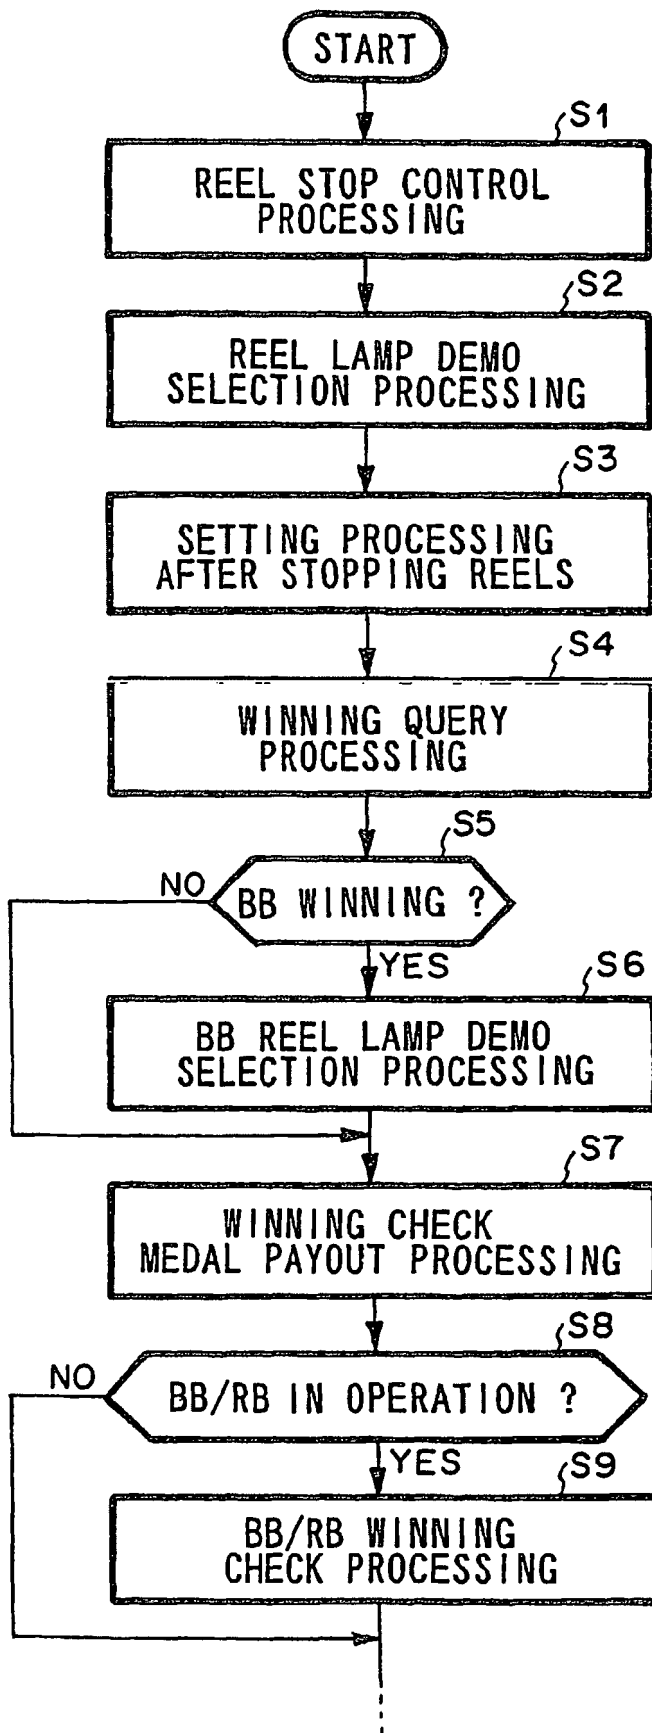 START
S1
REEL STOP CONTROL
PROCESSING
S2
REEL LAMP DEMO
SELECTION PROCESSING
S3
SETTING PROCESSING
AFTER STOPPING REELS
S4
WINNING QUERY
PROCESSING
S5
NO
BB WINNING ?
YES
S6
BB REEL LAMP DEMO
SELECTION PROCESSING
S7
WINNING CHECK
MEDAL PAYOUT PROCESSING
S8
NO
BB/RB IN OPERATION ?
YES
S9
BB/RB WINNING
CHECK PROCESSING